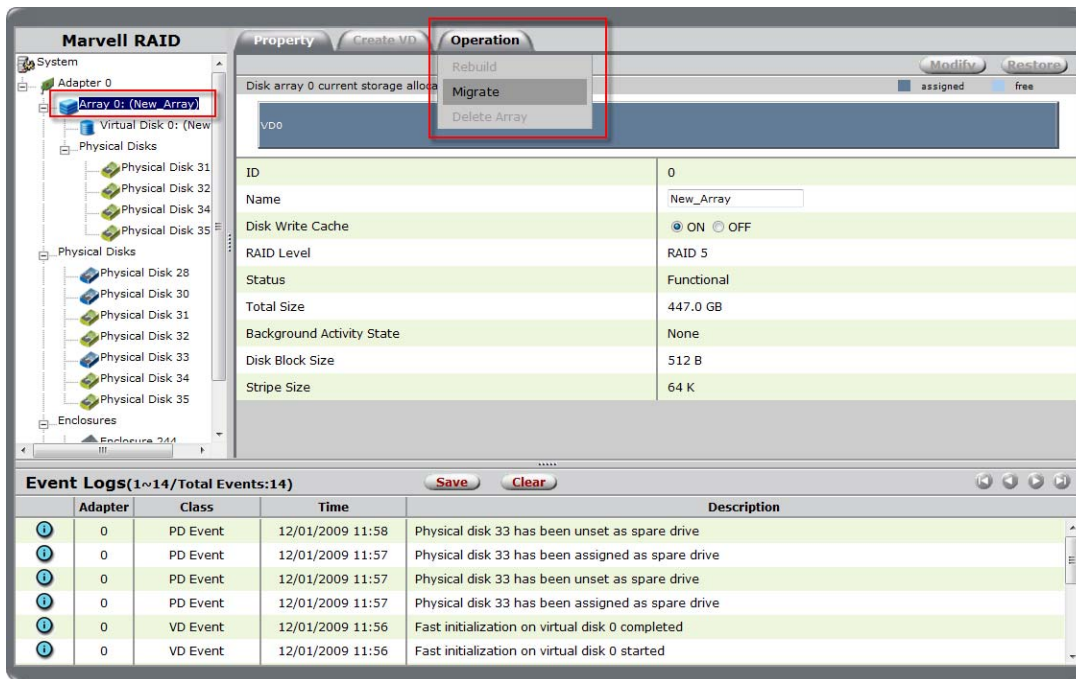 Marvell RAID
System
Adapter 0
Array 0: (New_Array)
Virtual Disk 0: (New
Physical Disks
Physical Disk 31
Physical Disk 32
Physical Disk 34
Physical Disk 35
Physical Disks
Physical Disk 28
Physical Disk 30
Physical Disk 31
Physical Disk 32
Physical Disk 33
Physical Disk 34
Physical Disk 35
Enclosures
Enclosure 244
Property Create VD Operation
Rebuild
Migrate
Delete Array
Modify Restore
Disk array 0 current storage alloca
assigned free
VD0
ID 0
Name New_Array
Disk Write Cache ON OFF
RAID Level RAID 5
Status Functional
Total Size 447.0 GB
Background Activity State None
Disk Block Size 512 B
Stripe Size 64 K
Event Logs(1~14/Total Events:14) Save Clear
Adapter Class Time Description
0 PD Event 12/01/2009 11:58 Physical disk 33 has been unset as spare drive
0 PD Event 12/01/2009 11:57 Physical disk 33 has been assigned as spare drive
0 PD Event 12/01/2009 11:57 Physical disk 33 has been unset as spare drive
0 PD Event 12/01/2009 11:57 Physical disk 33 has been assigned as spare drive
0 VD Event 12/01/2009 11:56 Fast initialization on virtual disk 0 completed
0 VD Event 12/01/2009 11:56 Fast initialization on virtual disk 0 started